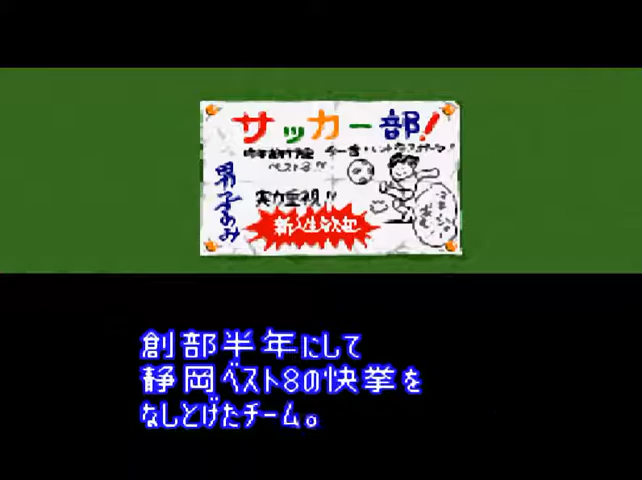 サッカー部!
ベスト8!!
男子のみ
実力重視!!
新入生歓迎
創部半年にして
静岡ベスト8の快挙を
なしとげたチーム。